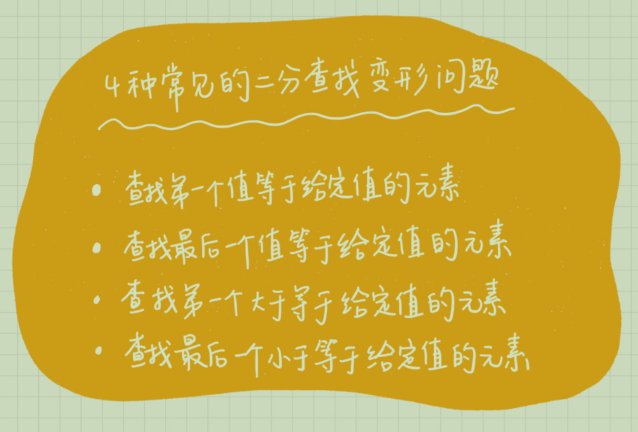 4种常见的二分查找变形问题
• 查找第一个值等于给定值的元素
• 查找最后一个值等于给定值的元素
• 查找第一个大于等于给定值的元素
• 查找最后一个小于等于给定值的元素